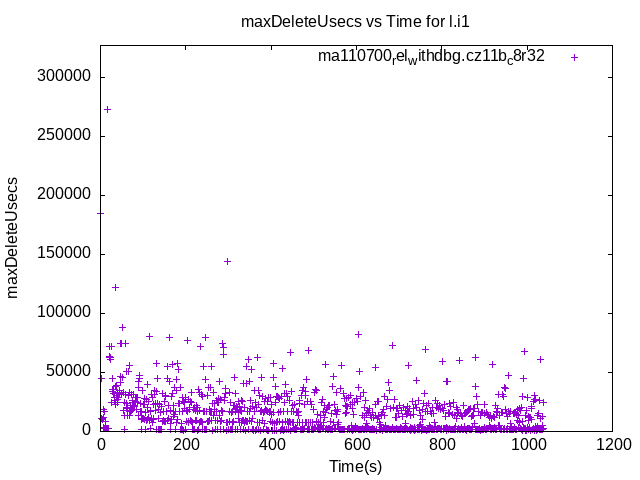 maxDeleteUsecs vs Time for l.i1
ma110700relwithdbg.cz11bc8r32
300000
250000
200000
150000
100000
50000
0
maxDeleteUsecs
0 200 400 600 800 1000 1200
Time(s)